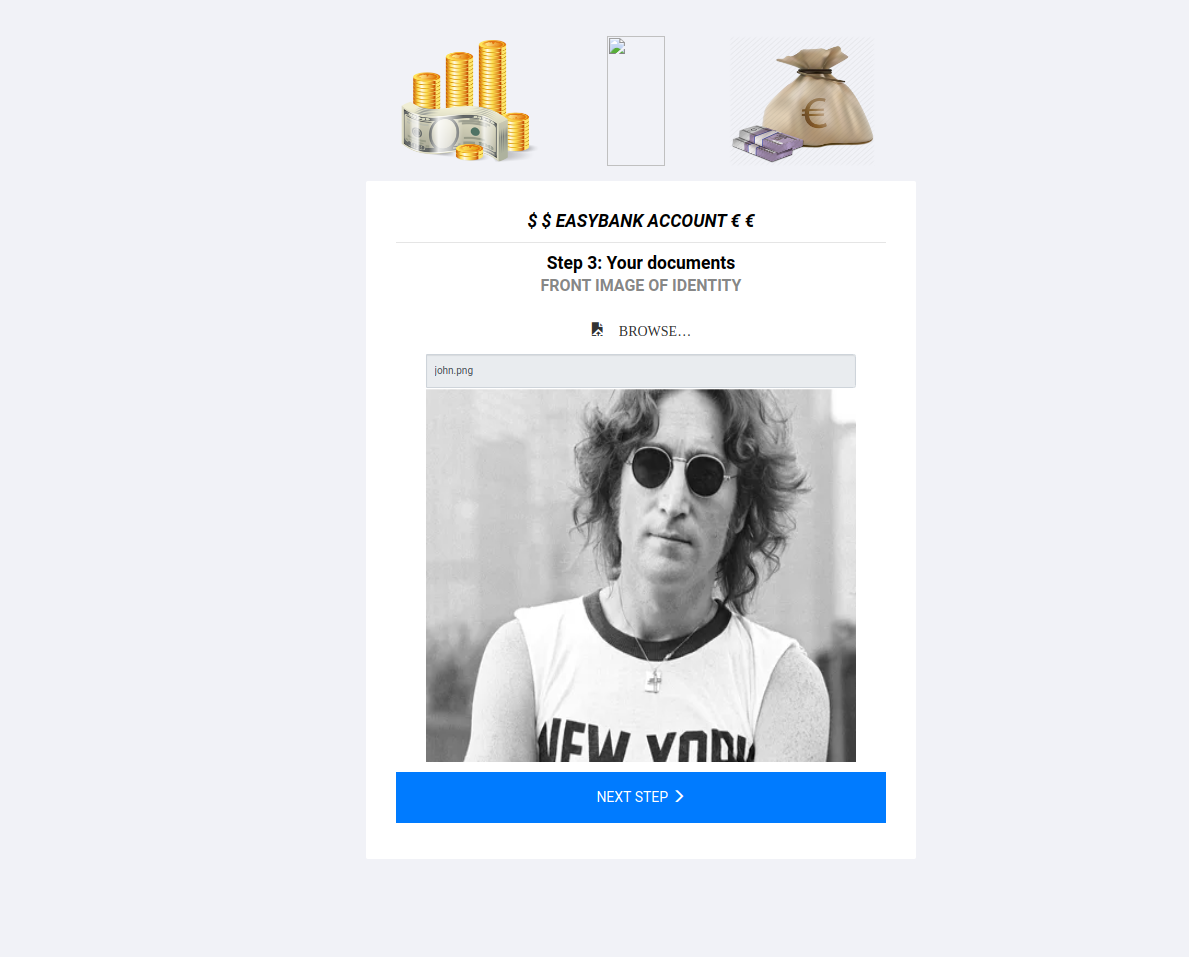 €
$ $ EASYBANK ACCOUNT € €
Step 3: Your documents
FRONT IMAGE OF IDENTITY
BROWSE…
john.png
NEW YORK
NEXT STEP